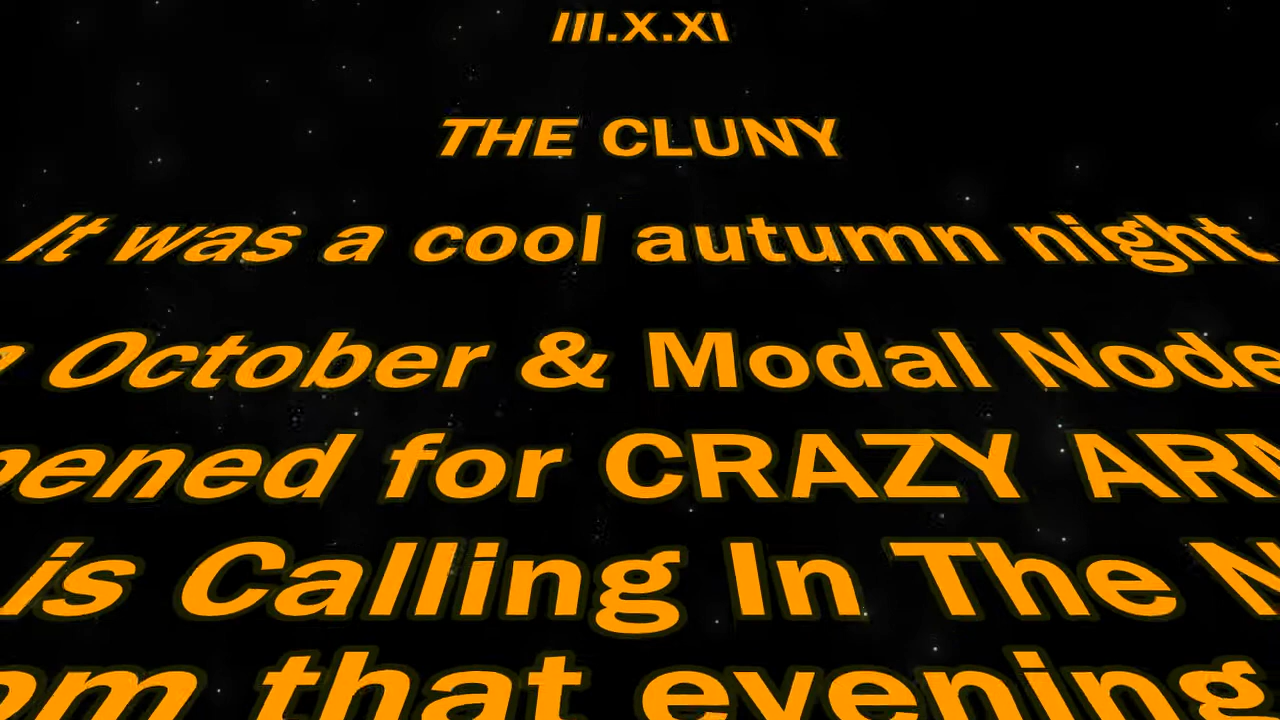 III.X.XI
THE CLUNY
It was a cool autumn night
October & Modal Node
pened for CRAZY AR
is Calling In The N
om that evening